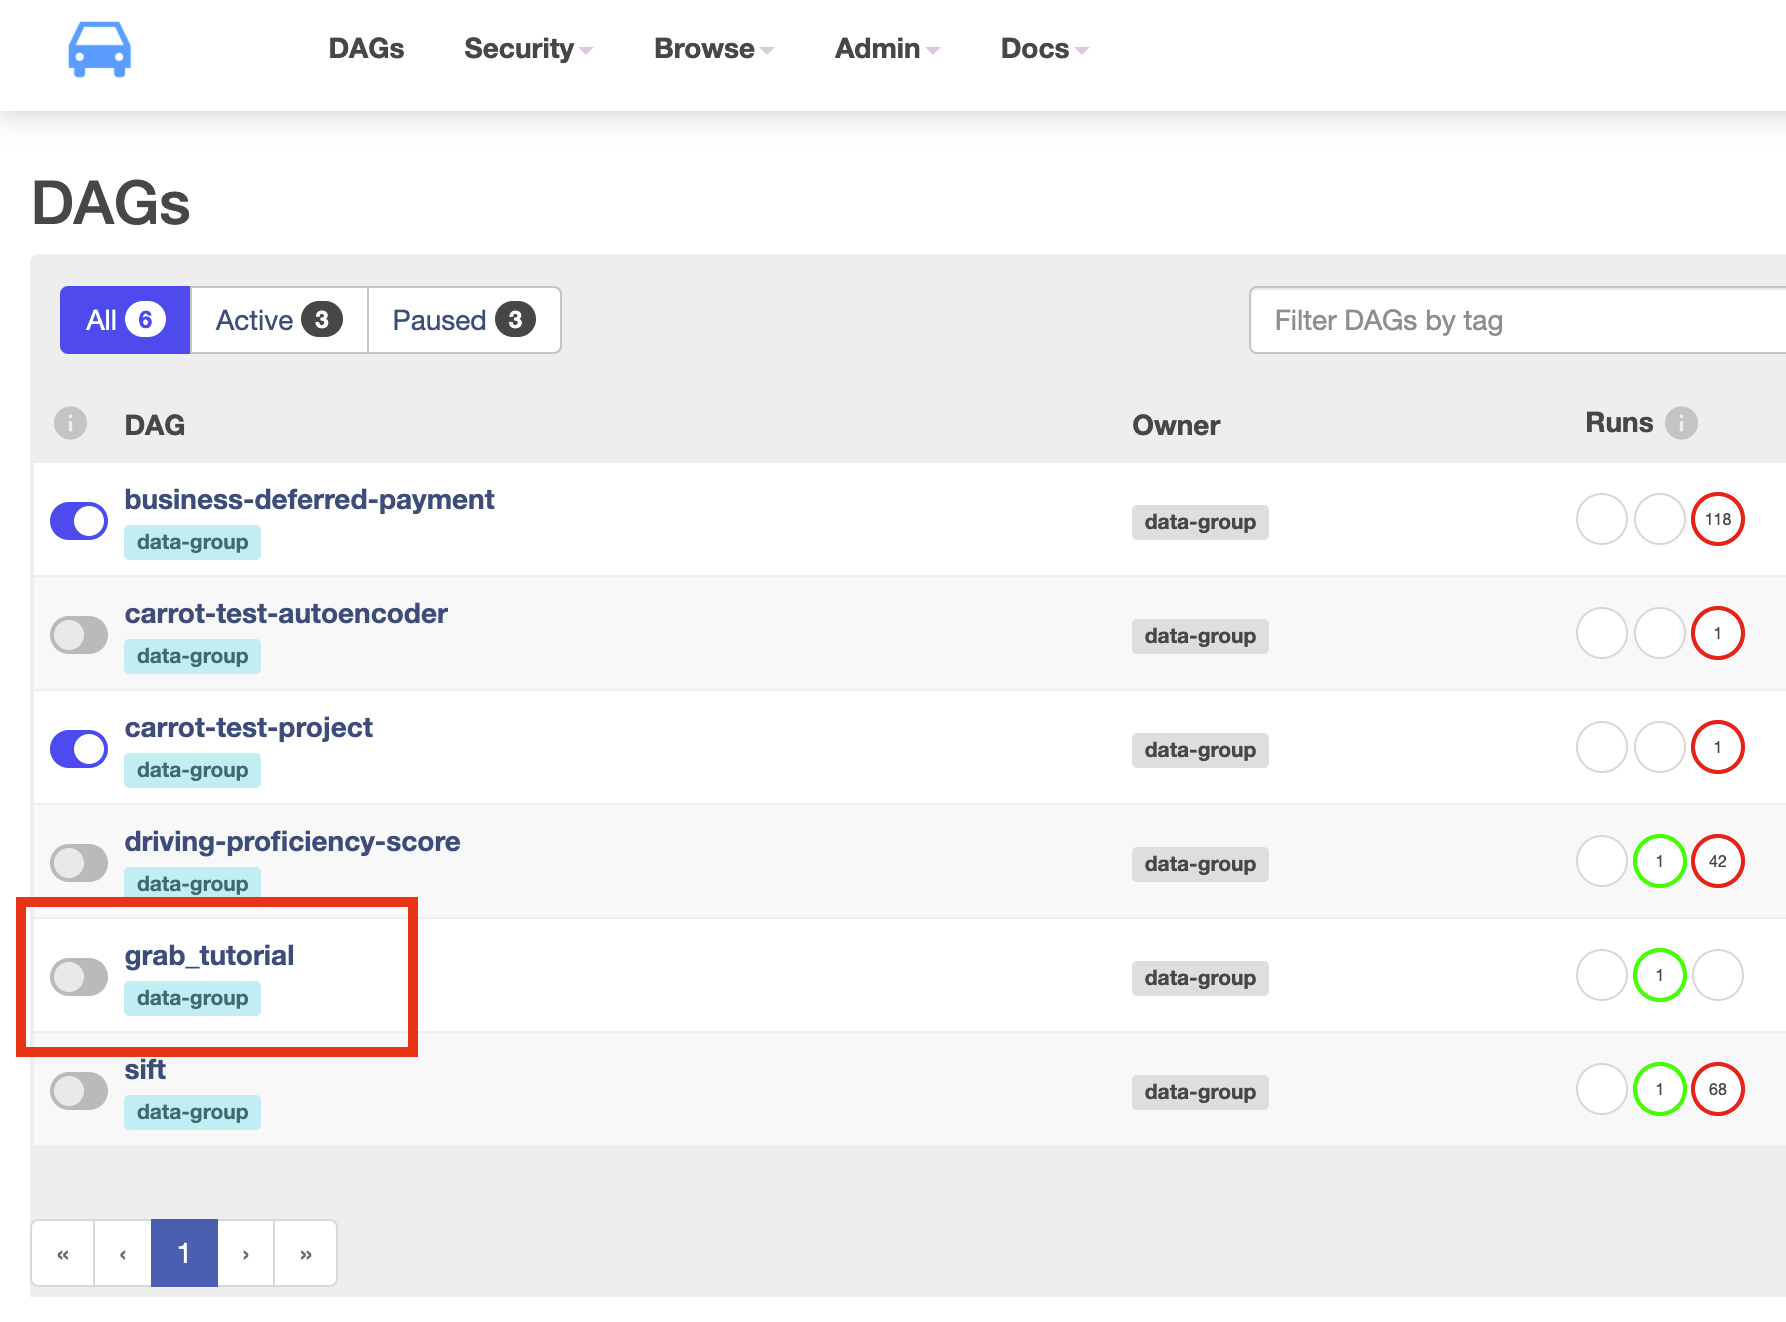 DAGs Security Browse Admin Docs
DAGs
All 6 Active 3 Paused 3 Filter DAGs by tag
i DAG Owner Runs i
business-deferred-payment
data-group data-group 118
carrot-test-autoencoder
data-group data-group 1
carrot-test-project
data-group data-group 1
driving-proficiency-score
data-group data-group 1 42
grab_tutorial
data-group data-group 1
sift
data-group data-group 1 68
« ‹ 1 › »